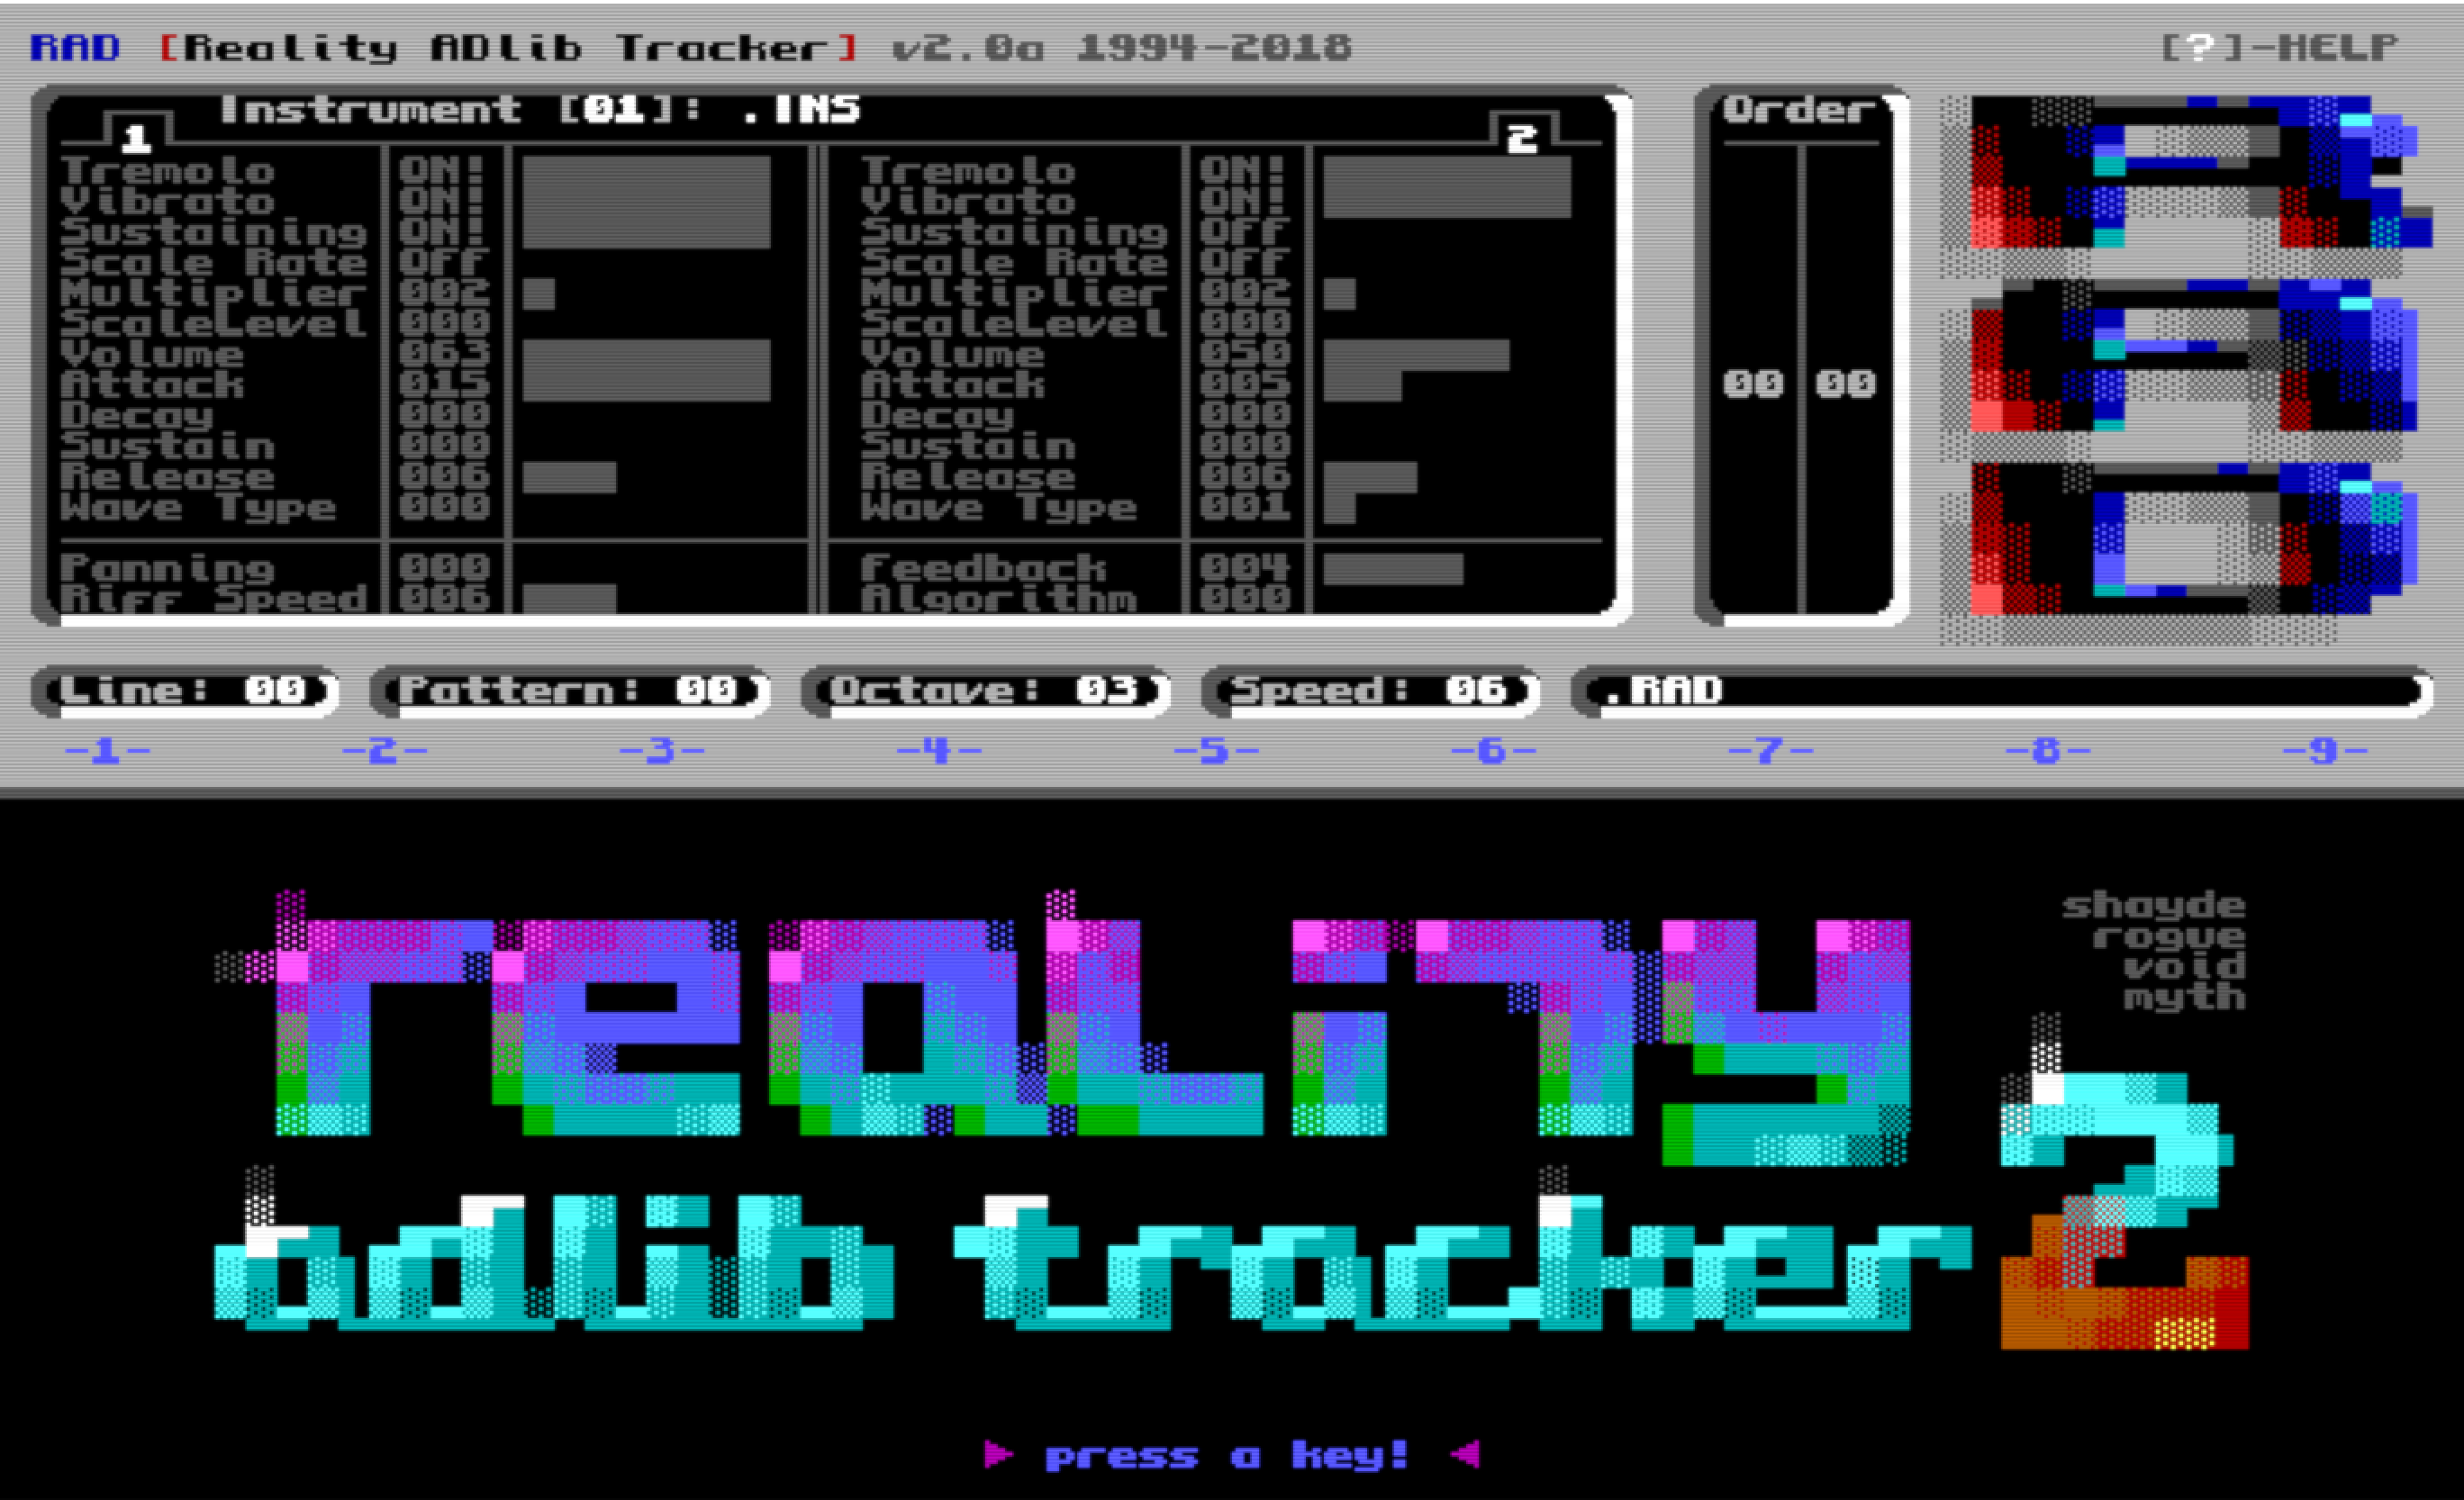 RAD [Reality ADlib Tracker] v2.0a 1994-2018 [?]-HELP
Instrument [01]: .INS
Order
1 2
Tremolo ON! Tremolo ON!
Vibrato ON! Vibrato ON!
Sustaining ON! Sustaining Off
Scale Rate Off Scale Rate Off
Multiplier 002 Multiplier 002
ScaleLevel 000 ScaleLevel 000
Volume 063 Volume 050
Attack 015 Attack 005
00 00
Decay 000 Decay 000
Sustain 000 Sustain 000
Release 006 Release 006
Wave Type 000 Wave Type 001
Panning 000 Feedback 004
Riff Speed 006 Algorithm 000
RAD
Line: 00 Pattern: 00 Octave: 03 Speed: 06 .RAD
-1- -2- -3- -4- -5- -6- -7- -8- -9-
shayde
rogue
void
myth
reaLiTy
adlib tracker 2
press a key!